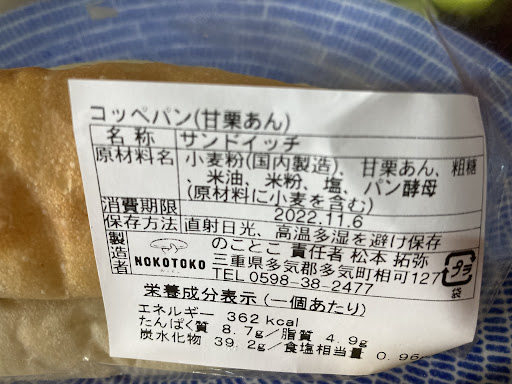 コッペパン(甘栗あん)
名称 サンドイッチ
原材料名 小麦粉(国内製造)、甘栗あん、粗糖
、米油、米粉、塩、パン酵母
(原材料に小麦を含む)
消費期限 2022.11.6
保存方法 直射日光、高温多湿を避け保存
製造者 のことこ 責任者 松本 拓弥
NOKOTOKO 三重県多気郡多気町相可127
TEL0598-38-2477
プラ
袋
栄養成分表示(一個あたり)
エネルギー 362kcal
たんぱく質 8.7g/脂質 4.9g
炭水化物 39.2g/食塩相当量 0.96